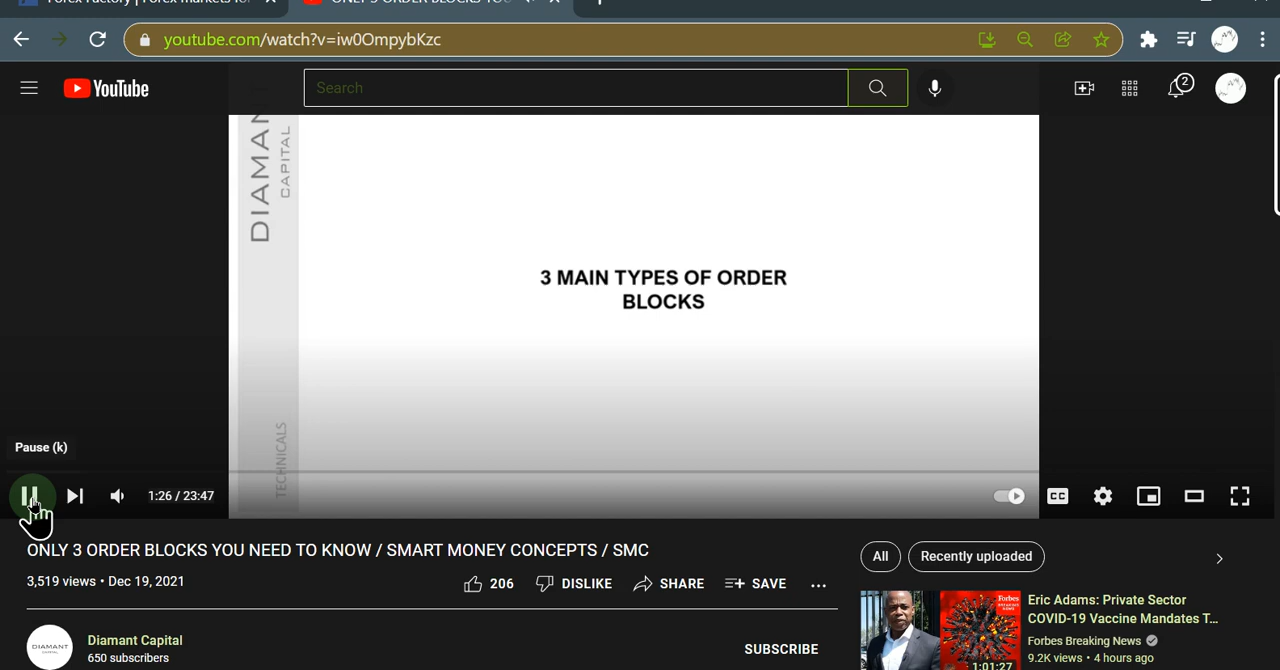 Forex Factory | Forex markets fo
ONLY 3 ORDER BLOCKS YOU
youtube.com/watch?v=iw0OmpybKzc
YouTube
Search
2
DIAMAN
CAPITAL
3 MAIN TYPES OF ORDER
BLOCKS
TECHNICALS
Pause (k)
1:26 / 23:47
CC
ONLY 3 ORDER BLOCKS YOU NEED TO KNOW / SMART MONEY CONCEPTS / SMC
3,519 views • Dec 19, 2021
206 DISLIKE SHARE SAVE
DIAMANT
Diamant Capital
650 subscribers
SUBSCRIBE
All Recently uploaded
Forbes
1:01:27
Eric Adams: Private Sector
COVID-19 Vaccine Mandates T...
Forbes Breaking News
9.2K views • 4 hours ago